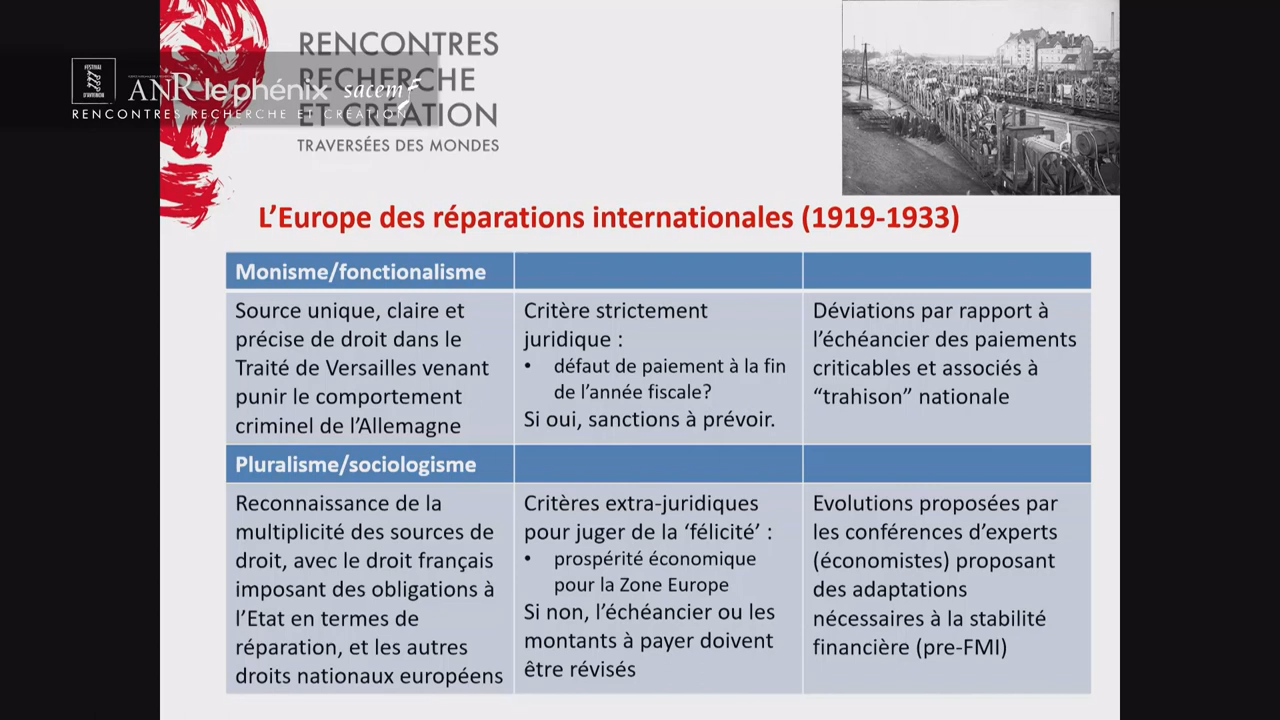 RENCONTRES
RECHERCHE
ET CRÉATION
TRAVERSÉES DES MONDES
ANR le phénix sacem
RENCONTRES RECHERCHE ET CRÉATION
L'Europe des réparations internationales (1919-1933)
Monisme/fonctionalisme
Source unique, claire et
précise de droit dans le
Traité de Versailles venant
punir le comportement
criminel de l'Allemagne
Critère strictement
juridique :
• défaut de paiement à la fin
de l'année fiscale?
Si oui, sanctions à prévoir.
Déviations par rapport à
l'échéancier des paiements
criticables et associés à
“trahison” nationale
Pluralisme/sociologisme
Reconnaissance de la
multiplicité des sources de
droit, avec le droit français
imposant des obligations à
l'Etat en termes de
réparation, et les autres
droits nationaux européens
Critères extra-juridiques
pour juger de la ‘félicité’ :
• prospérité économique
pour la Zone Europe
Si non, l'échéancier ou les
montants à payer doivent
être révisés
Evolutions proposées par
les conférences d'experts
(économistes) proposant
des adaptations
nécessaires à la stabilité
financière (pre-FMI)